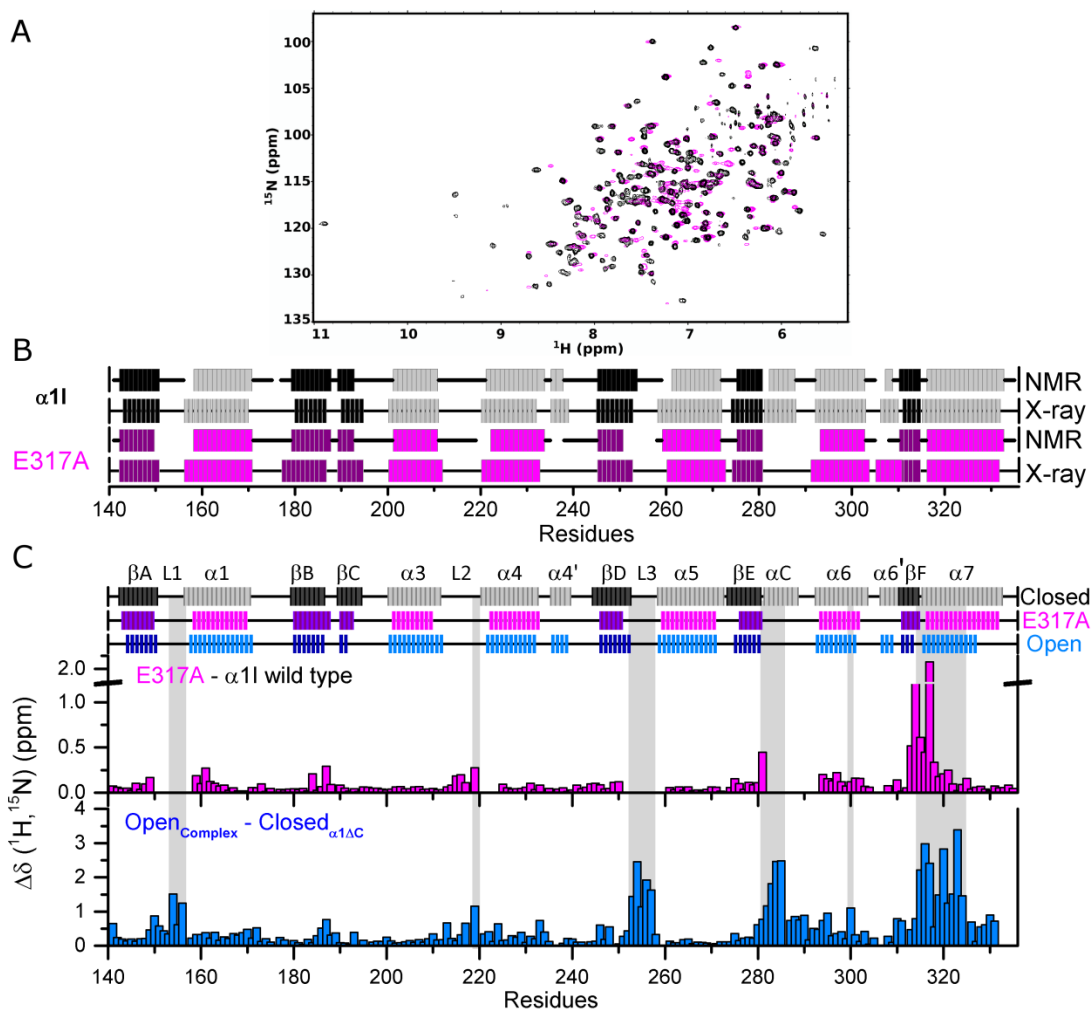 A
100
105
110
115
120
130
135
¹⁵N (ppm)
11 10 9 8 7 6
¹H (ppm)
B
α1I
NMR
X-ray
E317A
NMR
X-ray
140 160 180 200 220 240 260 280 300 320
Residues
C
βA L1 α1 βB βC α3 L2 α4 α4' βD L3 α5 βE αC α6 α6' βF α7
Closed
E317A
Open
E317A - α1I wild type
2.0
1.0
0.5
0.0
Open_Complex - Closed_α1ΔC
4
3
2
1
0
Δδ (¹H,¹⁵N) (ppm)
140 160 180 200 220 240 260 280 300 320
Residues